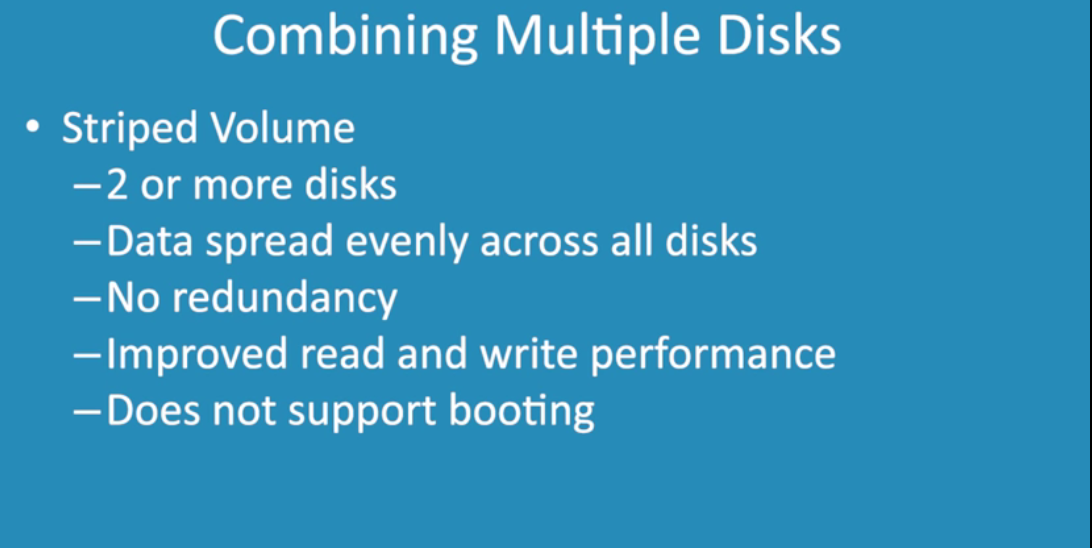 Combining Multiple Disks
• Striped Volume
–2 or more disks
–Data spread evenly across all disks
–No redundancy
–Improved read and write performance
–Does not support booting